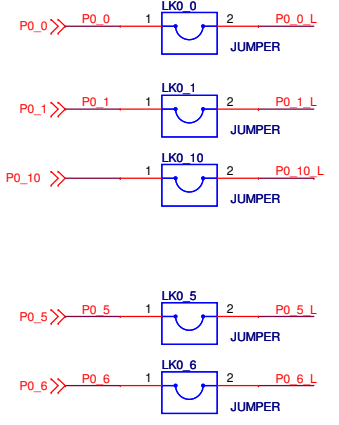 LK0_0
P0_0 P0_0 1 2 P0_0_L
JUMPER
LK0_1
P0_1 P0_1 1 2 P0_1_L
JUMPER
LK0_10
P0_10 1 2 P0_10_L
JUMPER
LK0_5
P0_5 P0_5 1 2 P0_5_L
JUMPER
LK0_6
P0_6 P0_6 1 2 P0_6_L
JUMPER